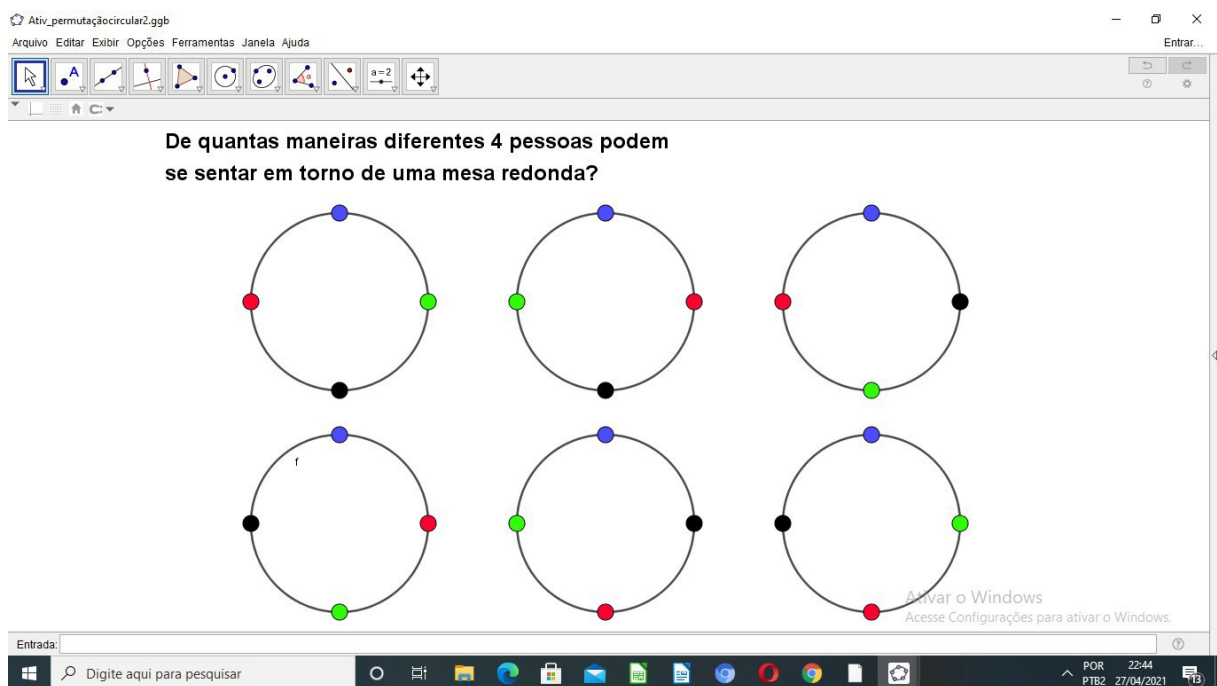 Ativ_permutaçãocircular2.ggb
Arquivo Editar Exibir Opções Ferramentas Janela Ajuda
Entrar...
A
a=2
De quantas maneiras diferentes 4 pessoas podem
se sentar em torno de uma mesa redonda?
f
Ativar o Windows
Acesse Configurações para ativar o Windows.
Entrada:
Digite aqui para pesquisar
POR 22:44
PTB2 27/04/2021
13